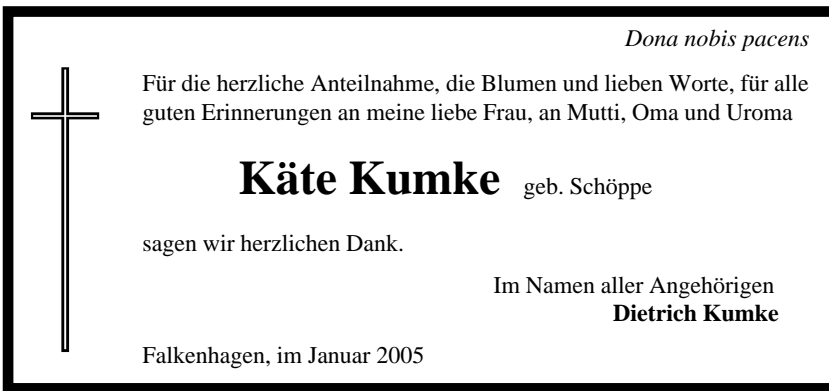 Dona nobis pacens
Für die herzliche Anteilnahme, die Blumen und lieben Worte, für alle
guten Erinnerungen an meine liebe Frau, an Mutti, Oma und Uroma
Käte Kumke geb. Schöppe
sagen wir herzlichen Dank.
Im Namen aller Angehörigen
Dietrich Kumke
Falkenhagen, im Januar 2005